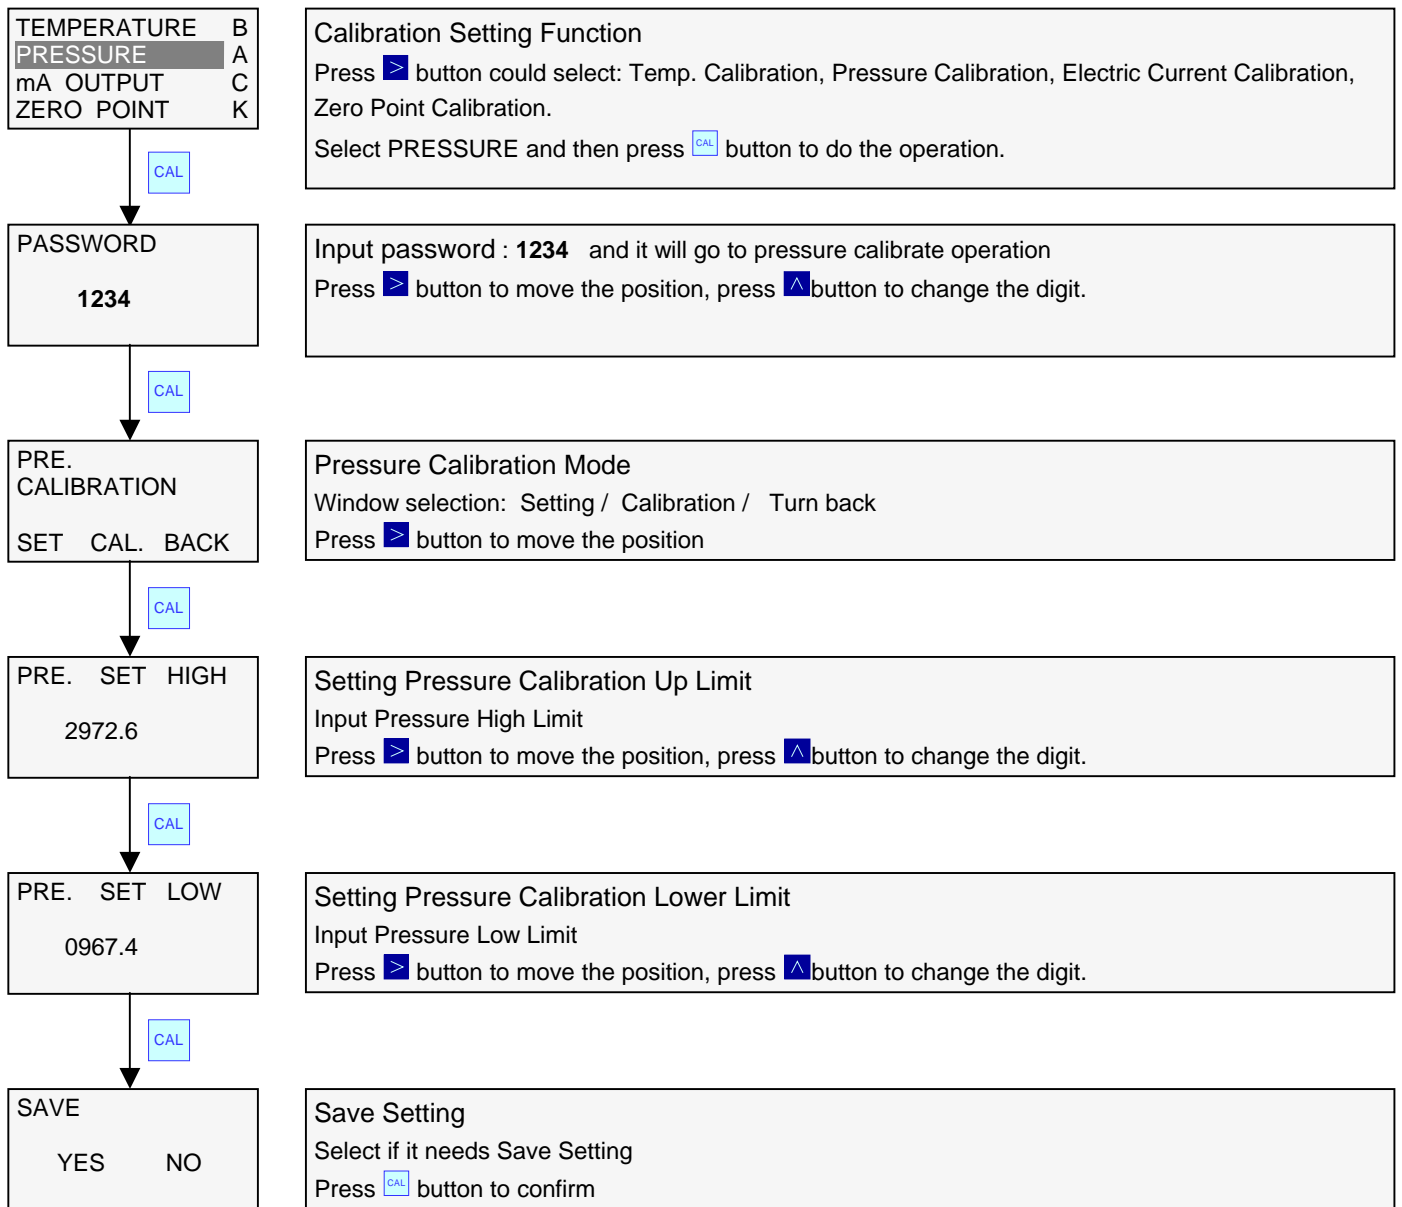 TEMPERATURE B
PRESSURE A
mA OUTPUT C
ZERO POINT K
Calibration Setting Function
Press > button could select: Temp. Calibration, Pressure Calibration, Electric Current Calibration,
Zero Point Calibration.
Select PRESSURE and then press CAL button to do the operation.
CAL
PASSWORD
1234
Input password : 1234 and it will go to pressure calibrate operation
Press > button to move the position, press ^ button to change the digit.
CAL
PRE.
CALIBRATION
SET CAL. BACK
Pressure Calibration Mode
Window selection: Setting / Calibration / Turn back
Press > button to move the position
CAL
PRE. SET HIGH
2972.6
Setting Pressure Calibration Up Limit
Input Pressure High Limit
Press > button to move the position, press ^ button to change the digit.
CAL
PRE. SET LOW
0967.4
Setting Pressure Calibration Lower Limit
Input Pressure Low Limit
Press > button to move the position, press ^ button to change the digit.
CAL
SAVE
YES NO
Save Setting
Select if it needs Save Setting
Press CAL button to confirm